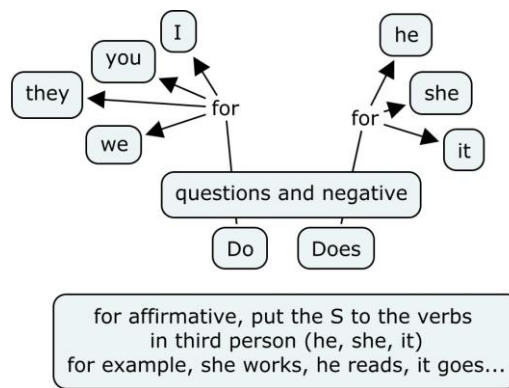 I
you
they
for
we
he
she
for
it
questions and negative
Do
Does
for affirmative, put the S to the verbs
in third person (he, she, it)
for example, she works, he reads, it goes...